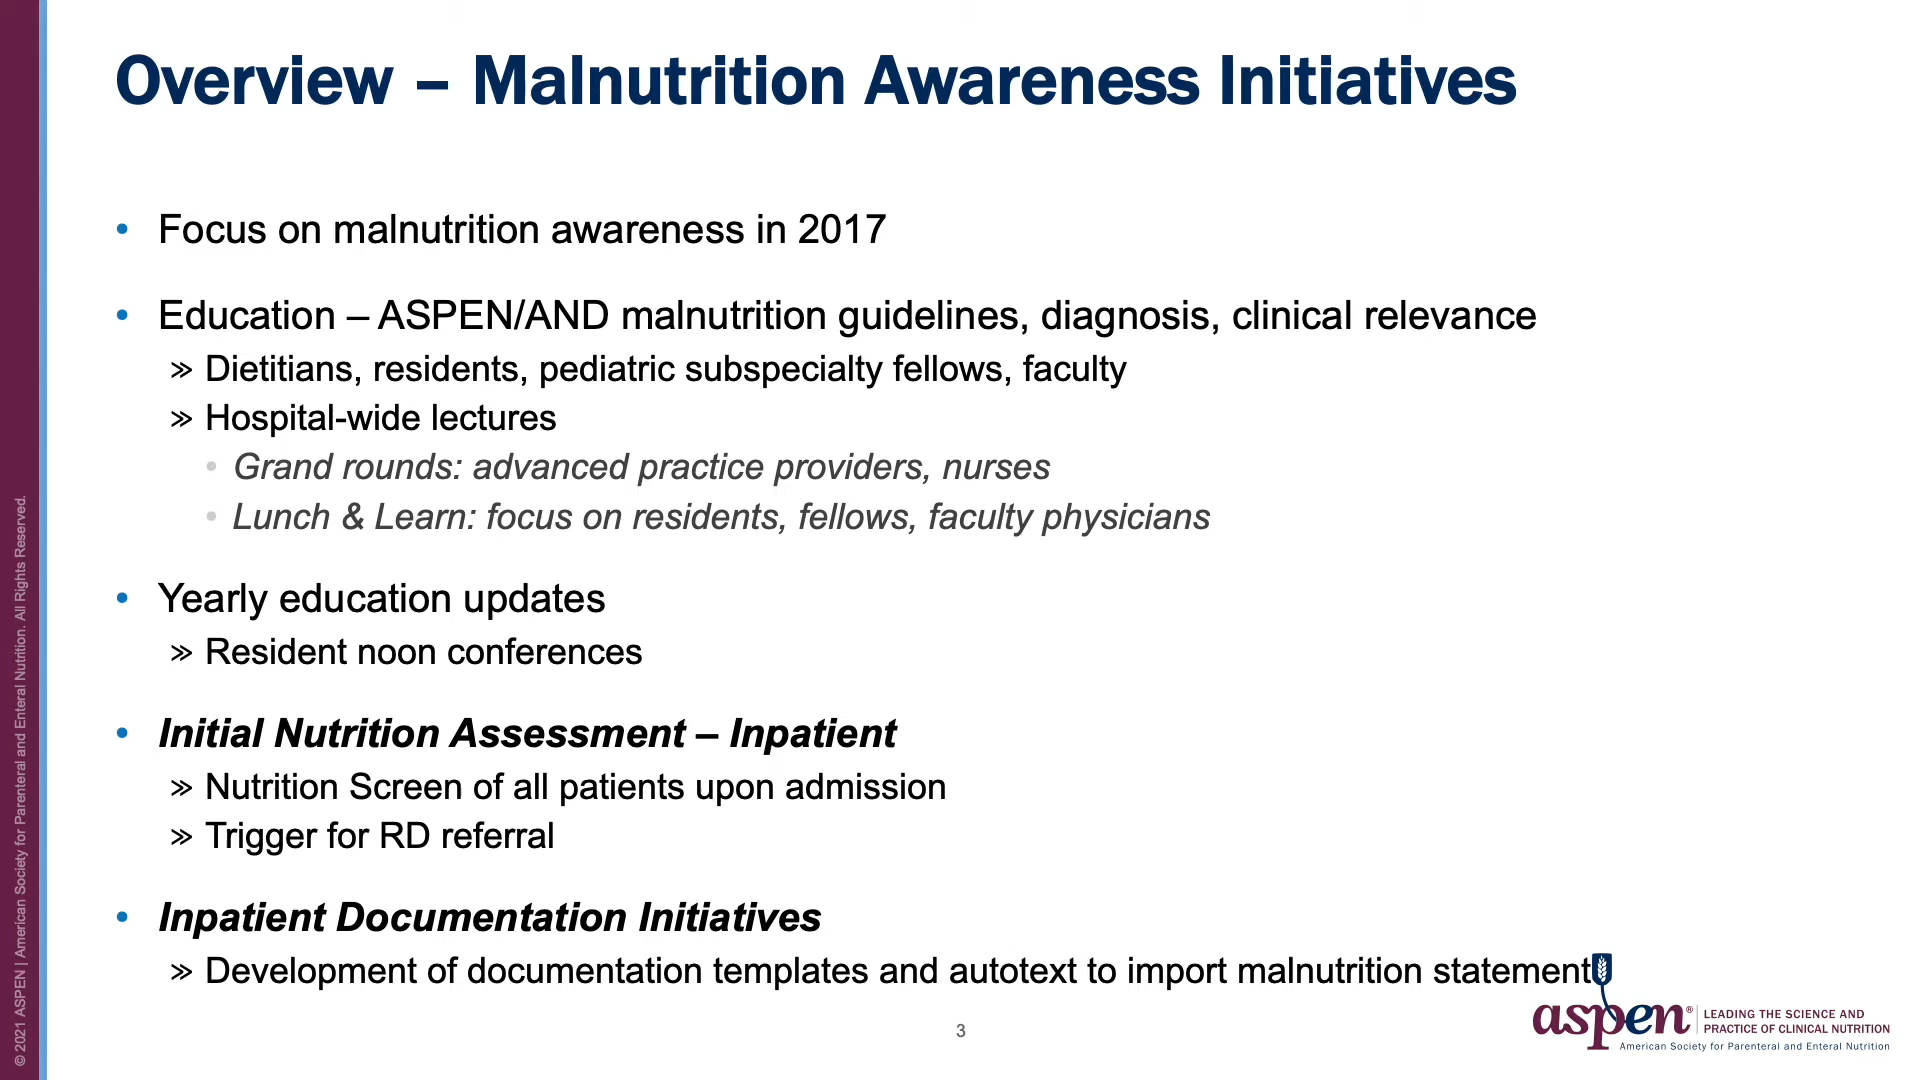 Overview – Malnutrition Awareness Initiatives
• Focus on malnutrition awareness in 2017
• Education – ASPEN/AND malnutrition guidelines, diagnosis, clinical relevance
» Dietitians, residents, pediatric subspecialty fellows, faculty
» Hospital-wide lectures
• Grand rounds: advanced practice providers, nurses
• Lunch & Learn: focus on residents, fellows, faculty physicians
• Yearly education updates
» Resident noon conferences
• Initial Nutrition Assessment – Inpatient
» Nutrition Screen of all patients upon admission
» Trigger for RD referral
• Inpatient Documentation Initiatives
» Development of documentation templates and autotext to import malnutrition statement
3
aspen®
LEADING THE SCIENCE AND
PRACTICE OF CLINICAL NUTRITION
American Society for Parenteral and Enteral Nutrition
© 2021 ASPEN | American Society for Parenteral and Enteral Nutrition. All Rights Reserved.